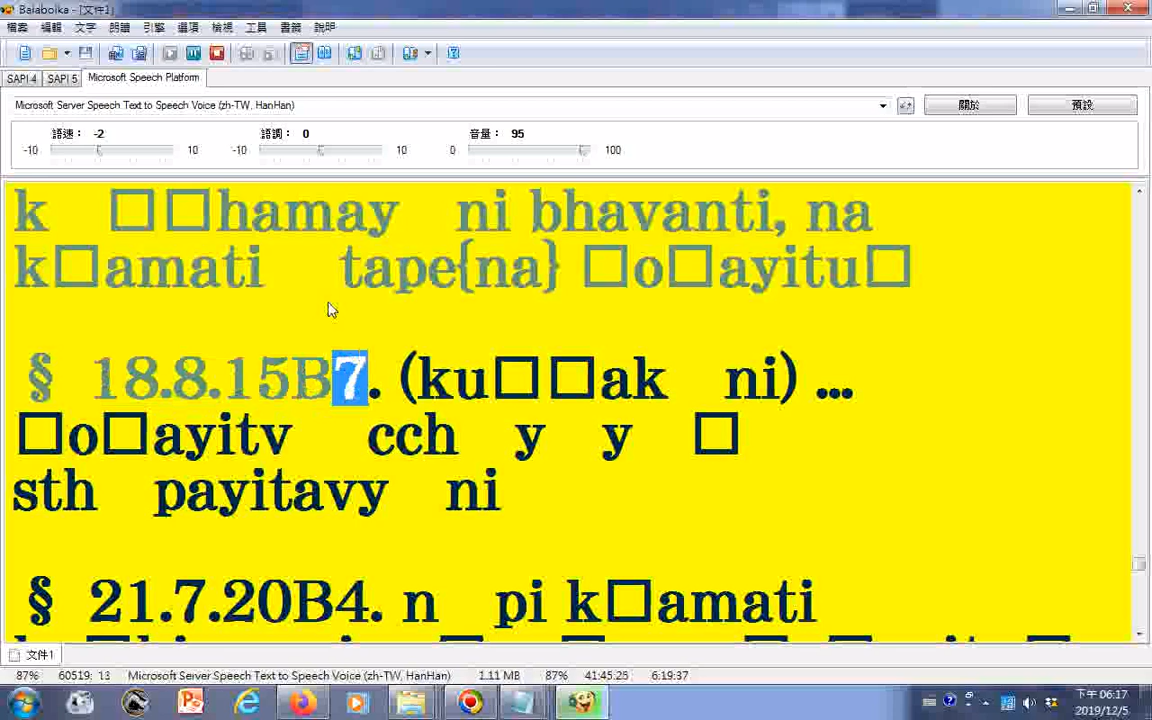 Balabolka - [文件1]
檔案 編輯 文字 朗讀 引擎 選項 檢視 工具 書籤 說明
SAPI 4 SAPI 5 Microsoft Speech Platform
Microsoft Server Speech Text to Speech Voice (zh-TW, HanHan) 關於 預設
語速： -2 語調： 0 音量： 95
-10 10 -10 10 0 100
k □□hamay ni bhavanti, na
k□amati tape{na} □o□ayitu□
§ 18.8.15B7. (ku□□ak ni) ...
□o□ayitv cch y y □
sth payitavy ni
§ 21.7.20B4. n pi k□amati
文件1
87% 60519: 13 Microsoft Server Speech Text to Speech Voice (zh-TW, HanHan) 1.11 MB 87% 41:45.25 6:19:37
下午 06:17
2019/12/5